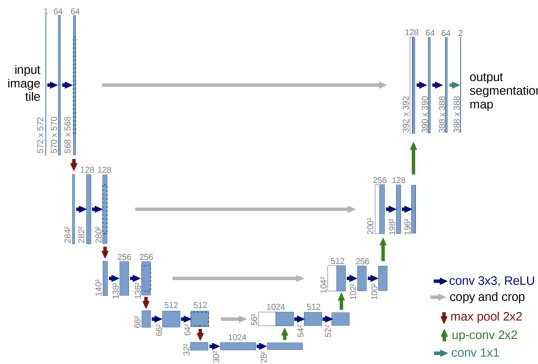 1 64 64
128 64 64 2
input
image
tile
output
segmentation
map
572 x 572
570 x 570
568 x 568
392 x 392
390 x 390
388 x 388
388 x 388
128 128
256 128
284²
282²
280²
200²
198²
196²
256 256
512 256
140²
138²
136²
104²
102²
100²
512 512
1024 512
68²
66²
64²
56²
54²
52²
1024
32²
30²
28²
conv 3x3, ReLU
copy and crop
max pool 2x2
up-conv 2x2
conv 1x1